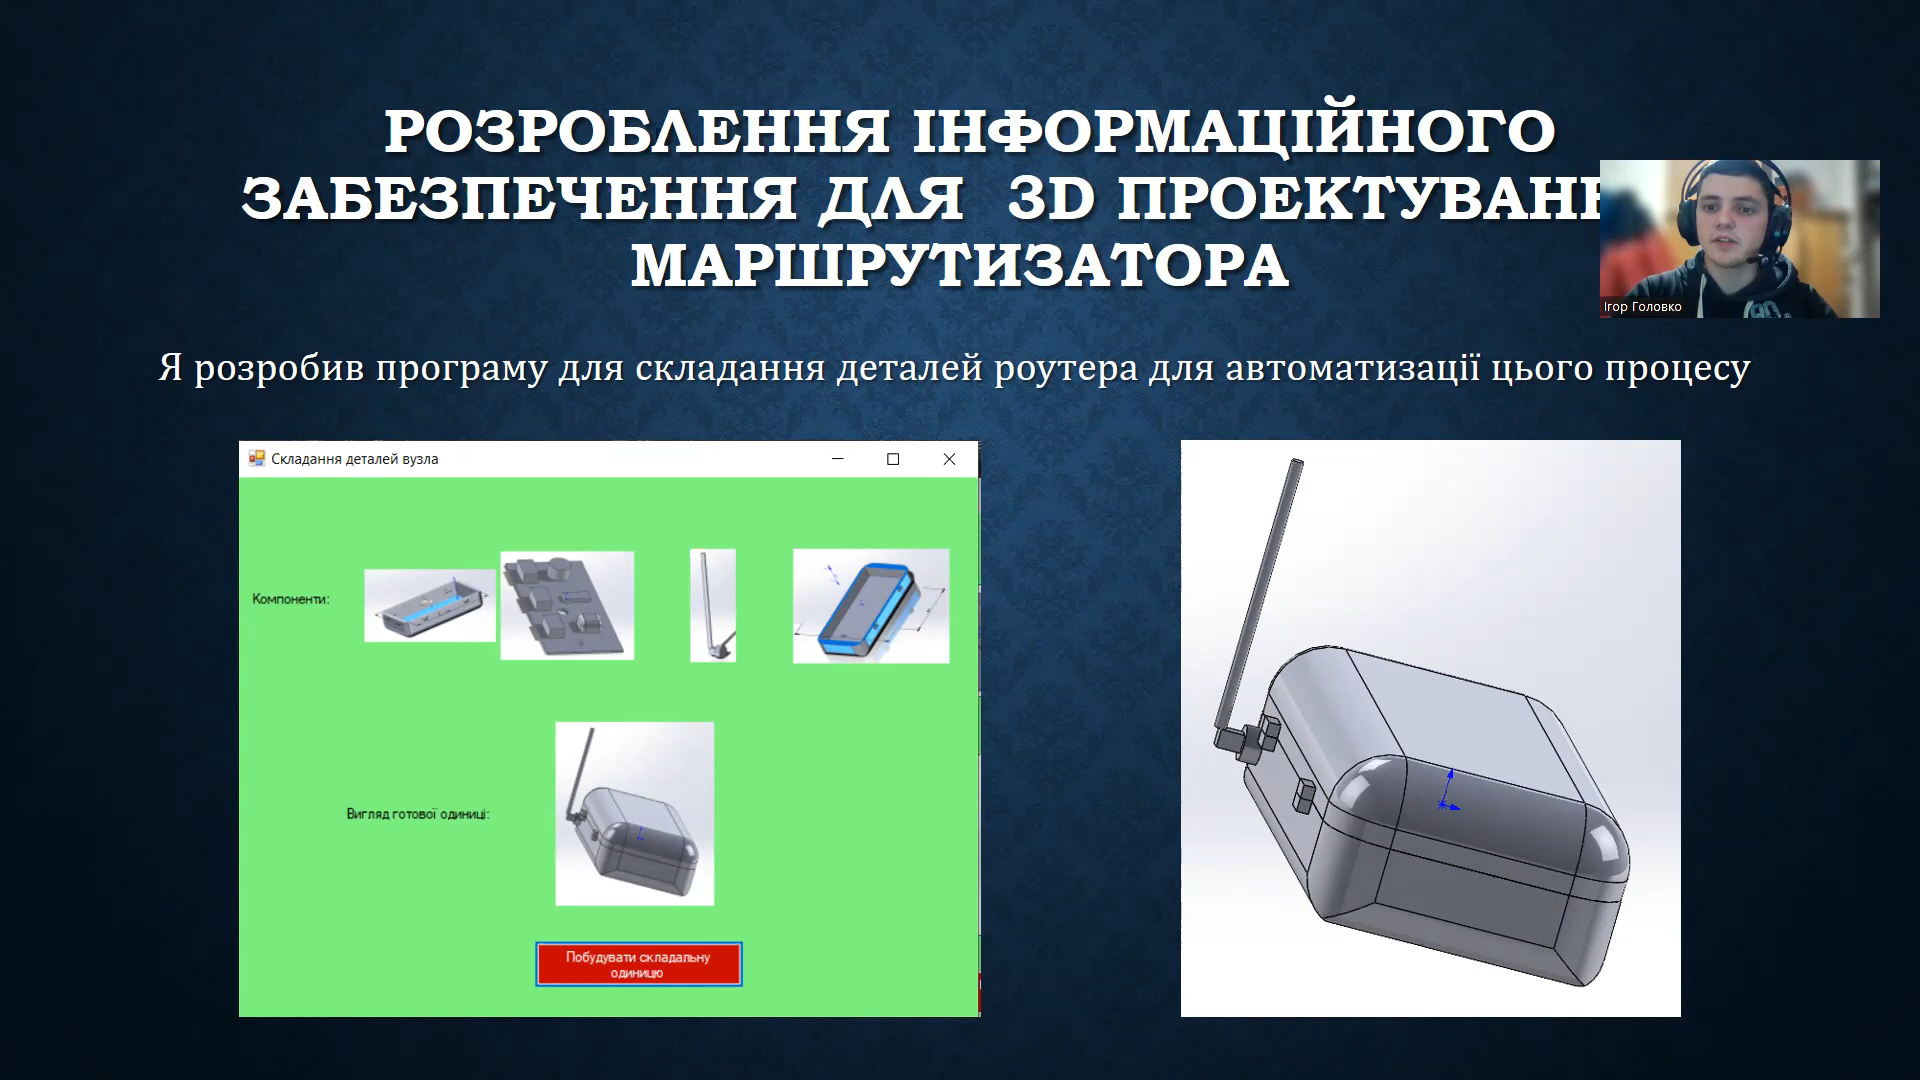 РОЗРОБЛЕННЯ ІНФОРМАЦІЙНОГО
ЗАБЕЗПЕЧЕННЯ ДЛЯ 3D
МАРШРУТИЗАТОРА
Ігор Головко
Я розробив програму для складання деталей роутера для автоматизації цього процесу
Складання деталей вузла
Компоненти:
Вигляд готової одиниці:
Побудувати складальну
одиницю